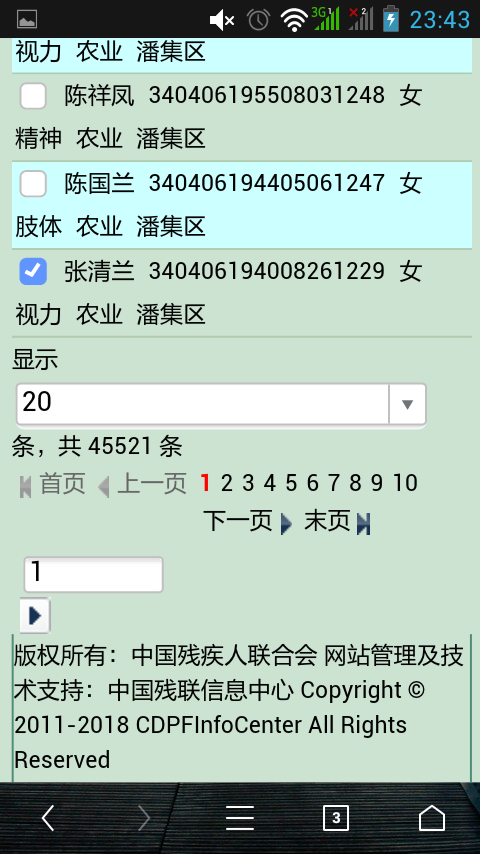 3G 2 23:43
视力 农业 潘集区
陈祥凤 340406195508031248 女
精神 农业 潘集区
陈国兰 340406194405061247 女
肢体 农业 潘集区
张清兰 340406194008261229 女
视力 农业 潘集区
显示
20
条，共 45521 条
首页 上一页 1 2 3 4 5 6 7 8 9 10
下一页 末页
1
版权所有：中国残疾人联合会 网站管理及技
术支持：中国残联信息中心 Copyright ©
2011-2018 CDPFInfoCenter All Rights
Reserved
3